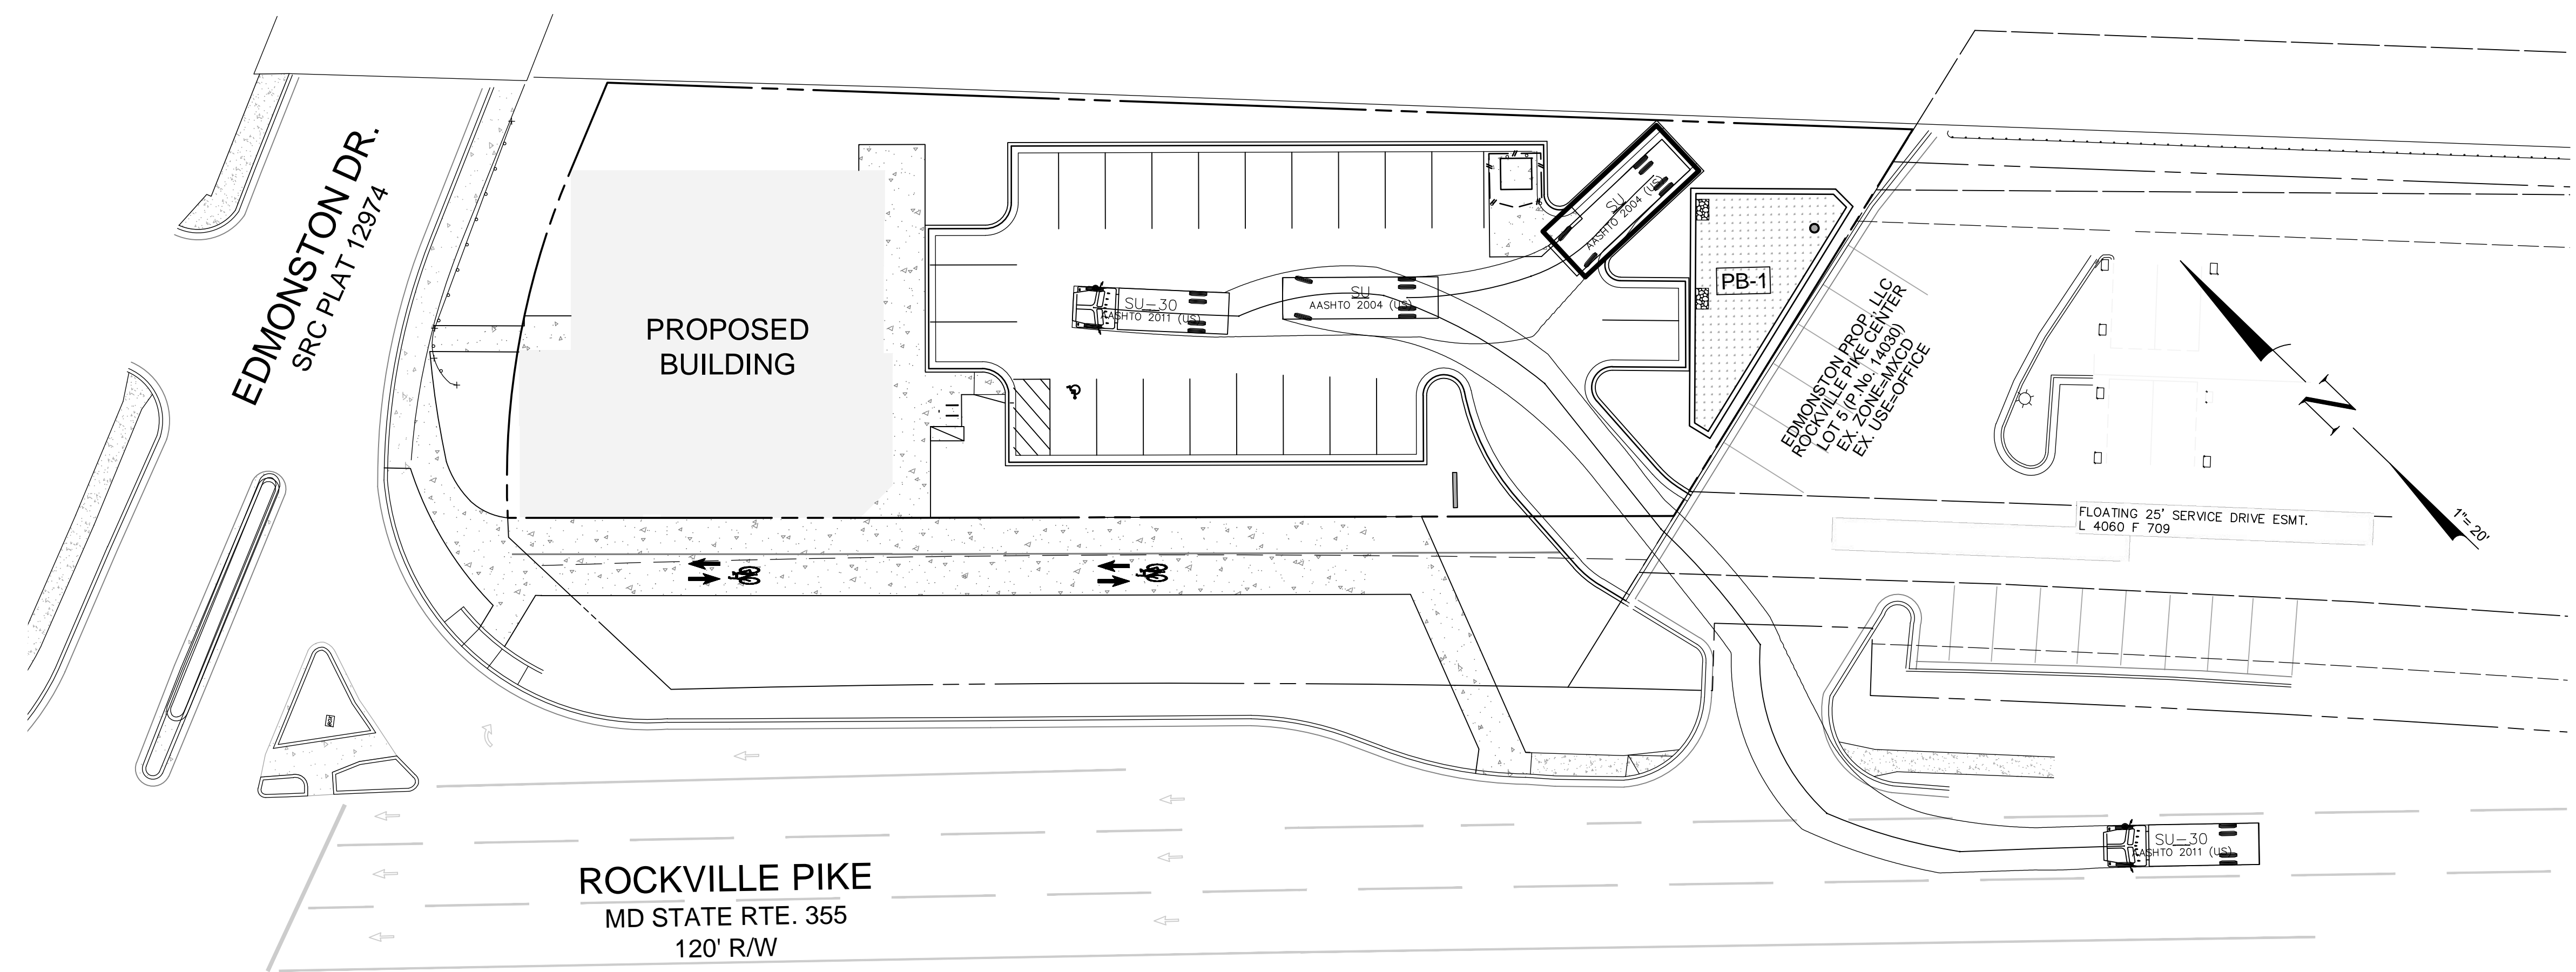 EDMONSTON DR.
SRC PLAT 12974
PROPOSED
BUILDING
SU-30
AASHTO 2011 (US)
SU
AASHTO 2004 (US)
SU
AASHTO 2004 (US)
PB-1
EDMONSTON PROP. LLC
ROCKVILLE PIKE CENTER
LOT 5 (P.No. 14030)
EX. ZONE=MXCD
EX. USE=OFFICE
N
1"= 20'
FLOATING 25' SERVICE DRIVE ESMT.
L 4060 F 709
SU-30
AASHTO 2011 (US)
ROCKVILLE PIKE
MD STATE RTE. 355
120' R/W